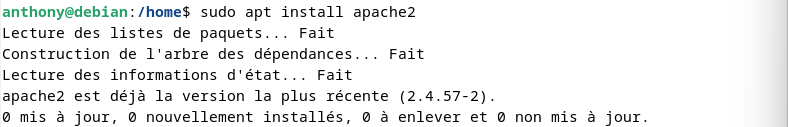 anthony@debian:/home$ sudo apt install apache2
Lecture des listes de paquets... Fait
Construction de l'arbre des dépendances... Fait
Lecture des informations d'état... Fait
apache2 est déjà la version la plus récente (2.4.57-2).
0 mis à jour, 0 nouvellement installés, 0 à enlever et 0 non mis à jour.